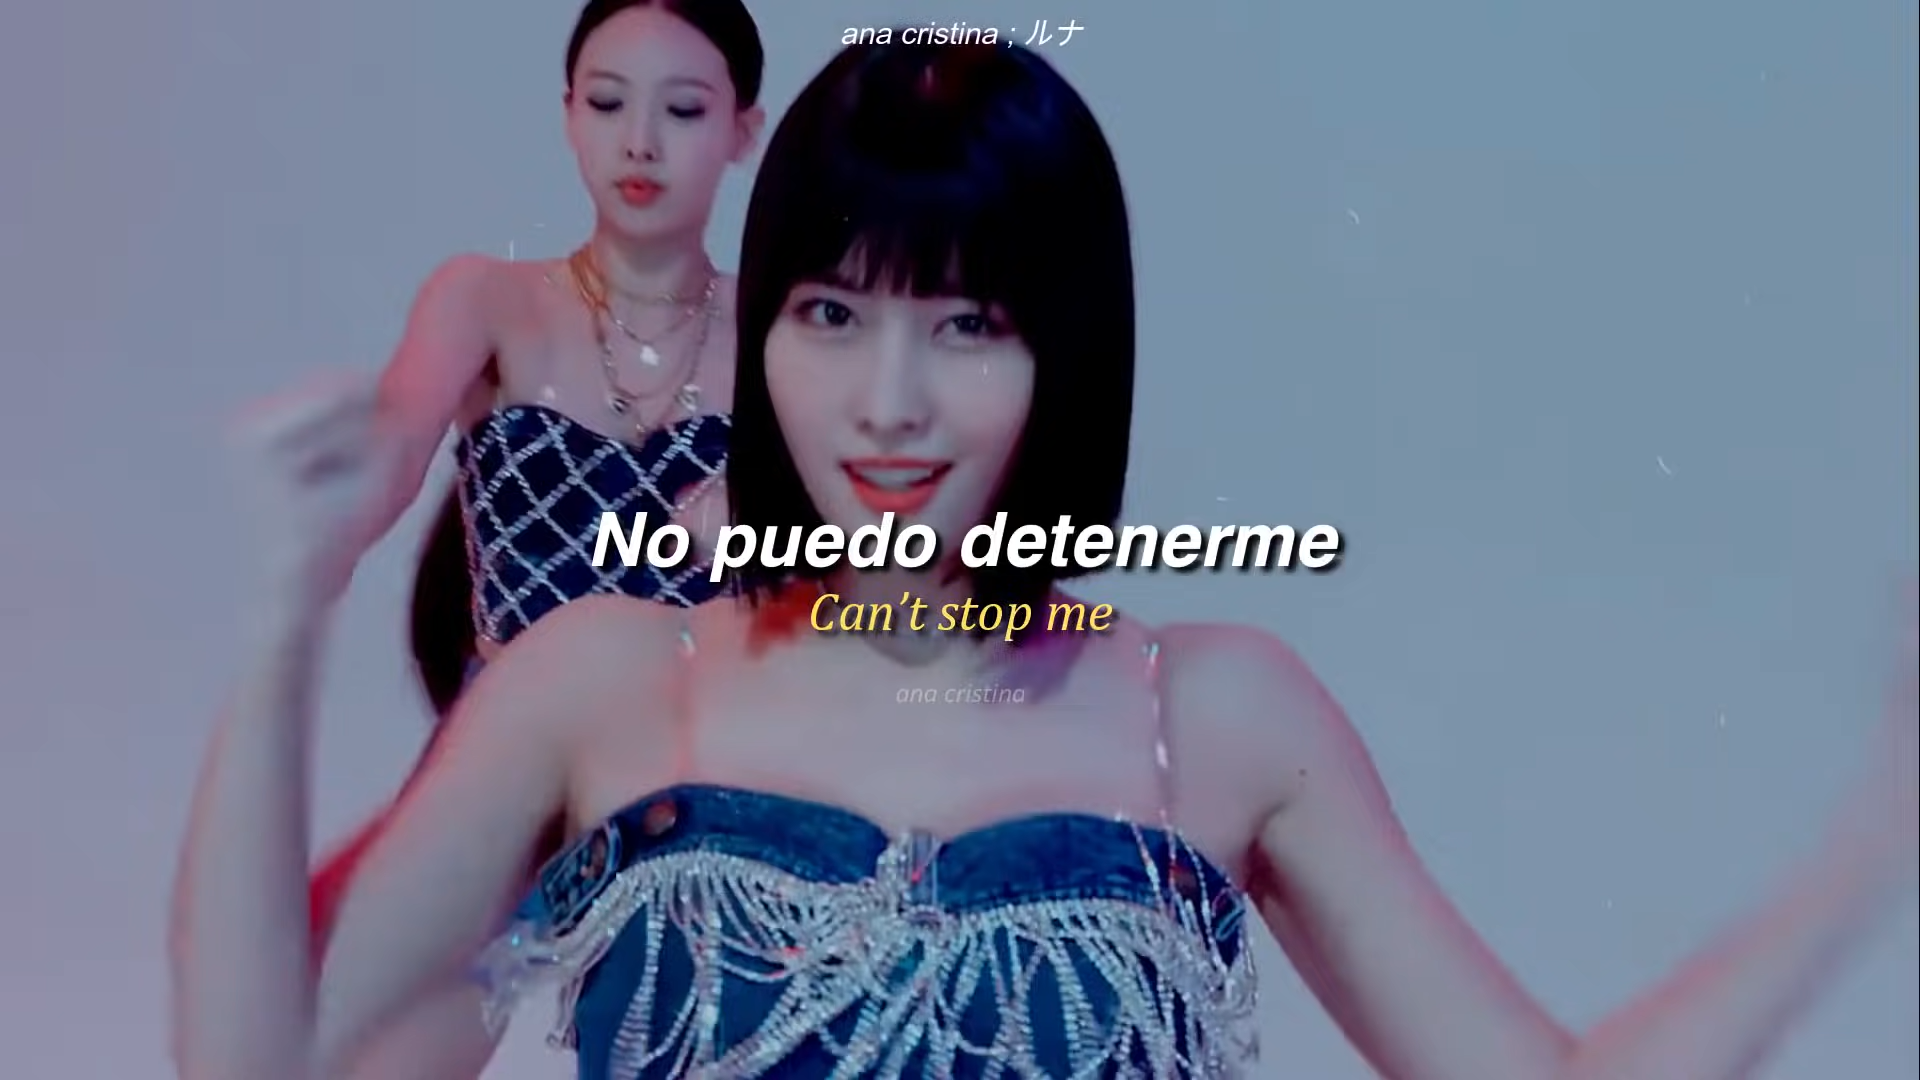 ana cristina ; ルナ
No puedo detenerme
Can’t stop me
ana cristina